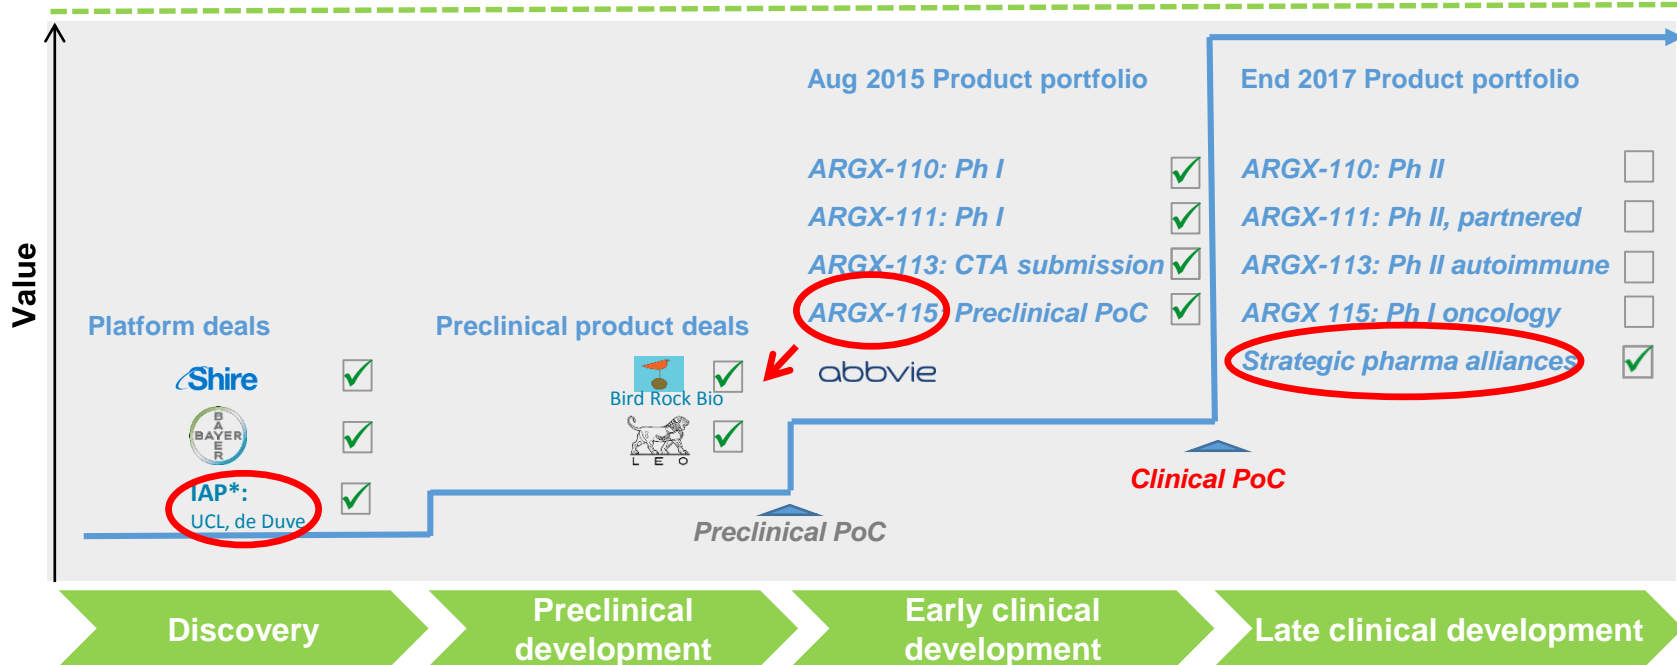 Value
Platform deals
Shire
BAYER
BAYER
IAP*:
UCL, de Duve
Preclinical product deals
Bird Rock Bio
LEO
Preclinical PoC
Aug 2015 Product portfolio
ARGX-110: Ph I
ARGX-111: Ph I
ARGX-113: CTA submission
ARGX-115: Preclinical PoC
abbvie
Clinical PoC
End 2017 Product portfolio
ARGX-110: Ph II
ARGX-111: Ph II, partnered
ARGX-113: Ph II autoimmune
ARGX 115: Ph I oncology
Strategic pharma alliances
Discovery
Preclinical
development
Early clinical
development
Late clinical development